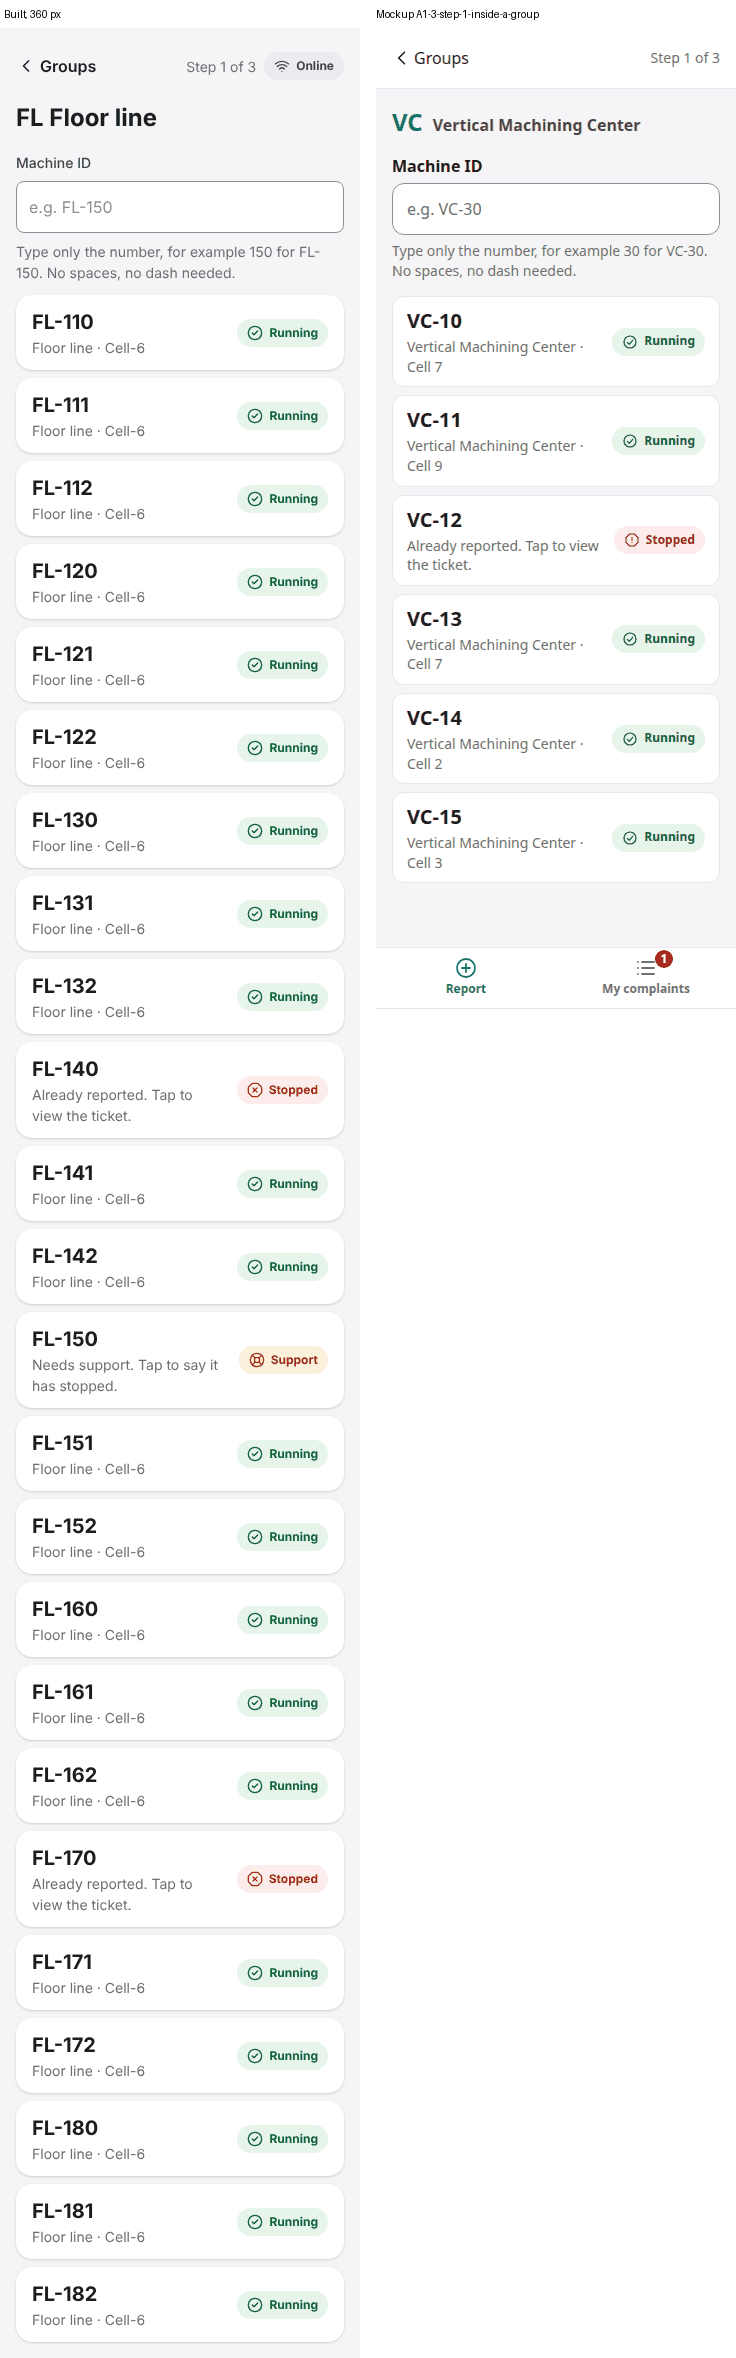 Built, 360 px
Groups
Step 1 of 3
Online
FL Floor line
Machine ID
e.g. FL-150
Type only the number, for example 150 for FL-
150. No spaces, no dash needed.
FL-110
Floor line · Cell-6
Running
FL-111
Floor line · Cell-6
Running
FL-112
Floor line · Cell-6
Running
FL-120
Floor line · Cell-6
Running
FL-121
Floor line · Cell-6
Running
FL-122
Floor line · Cell-6
Running
FL-130
Floor line · Cell-6
Running
FL-131
Floor line · Cell-6
Running
FL-132
Floor line · Cell-6
Running
FL-140
Already reported. Tap to
view the ticket.
Stopped
FL-141
Floor line · Cell-6
Running
FL-142
Floor line · Cell-6
Running
FL-150
Needs support. Tap to say it
has stopped.
Support
FL-151
Floor line · Cell-6
Running
FL-152
Floor line · Cell-6
Running
FL-160
Floor line · Cell-6
Running
FL-161
Floor line · Cell-6
Running
FL-162
Floor line · Cell-6
Running
FL-170
Already reported. Tap to
view the ticket.
Stopped
FL-171
Floor line · Cell-6
Running
FL-172
Floor line · Cell-6
Running
FL-180
Floor line · Cell-6
Running
FL-181
Floor line · Cell-6
Running
FL-182
Floor line · Cell-6
Running
Mockup A1-3-step-1-inside-a-group
Groups
Step 1 of 3
VC Vertical Machining Center
Machine ID
e.g. VC-30
Type only the number, for example 30 for VC-30.
No spaces, no dash needed.
VC-10
Vertical Machining Center ·
Cell 7
Running
VC-11
Vertical Machining Center ·
Cell 9
Running
VC-12
Already reported. Tap to view
the ticket.
Stopped
VC-13
Vertical Machining Center ·
Cell 7
Running
VC-14
Vertical Machining Center ·
Cell 2
Running
VC-15
Vertical Machining Center ·
Cell 3
Running
Report
1
My complaints